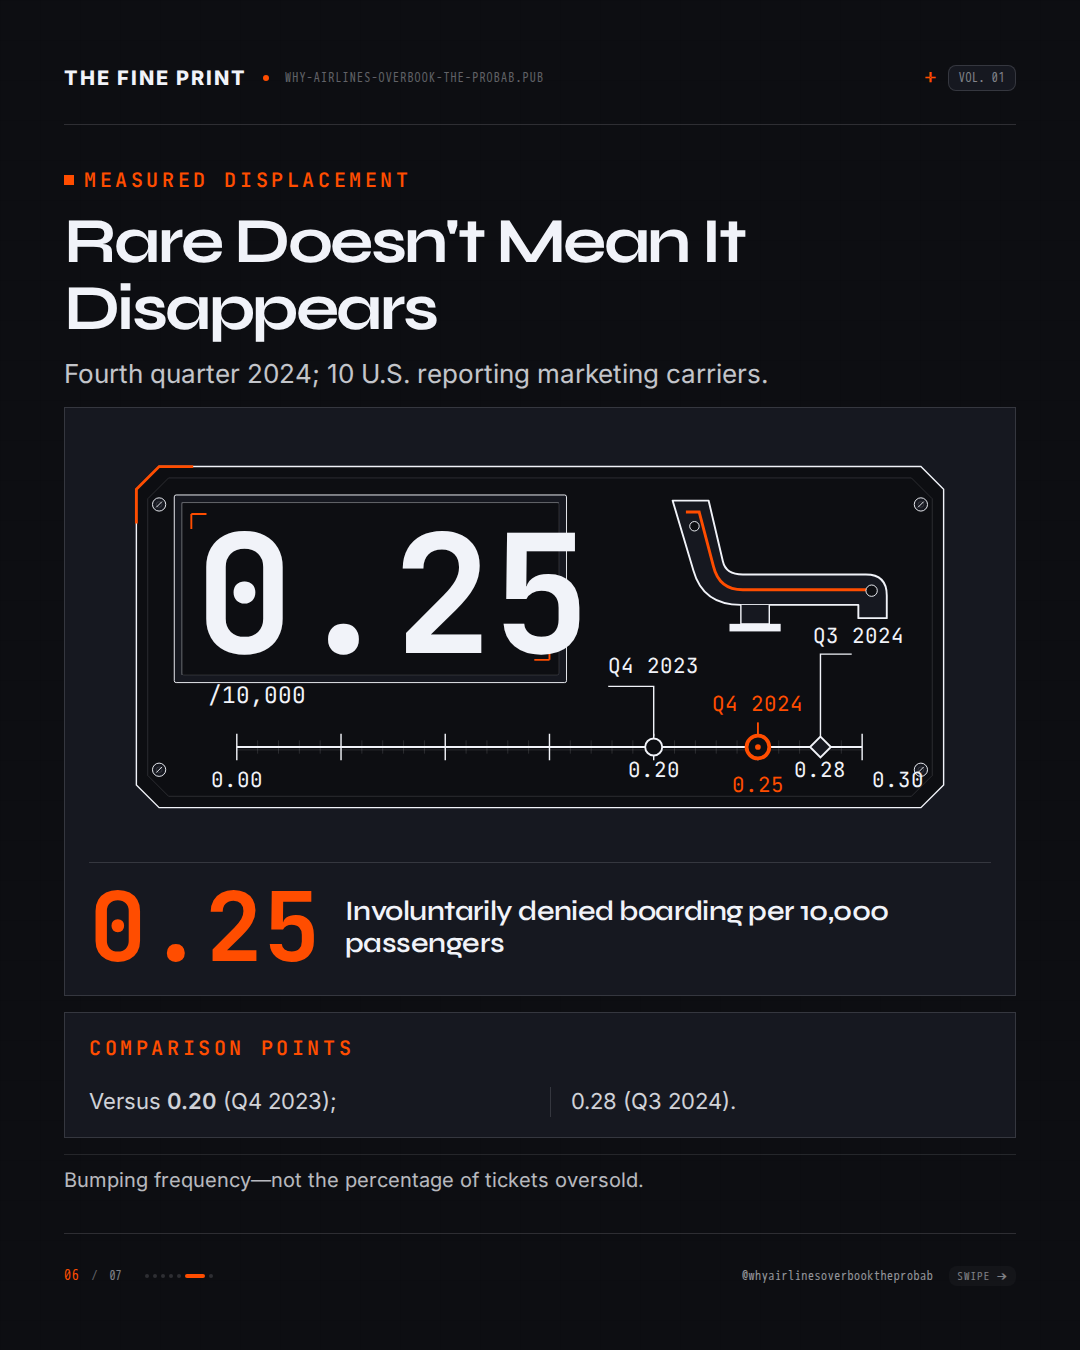 THE FINE PRINT • WHY-AIRLINES-OVERBOOK-THE-PROBAB.PUB
+ VOL. 01
MEASURED DISPLACEMENT
Rare Doesn't Mean It
Disappears
Fourth quarter 2024; 10 U.S. reporting marketing carriers.
0.25
/10,000
Q3 2024
Q4 2023
Q4 2024
0.00
0.20
0.25
0.28
0.30
0.25
Involuntarily denied boarding per 10,000
passengers
COMPARISON POINTS
Versus 0.20 (Q4 2023);
0.28 (Q3 2024).
Bumping frequency—not the percentage of tickets oversold.
06 / 07
@whyairlinesoverbooktheprobab
SWIPE →